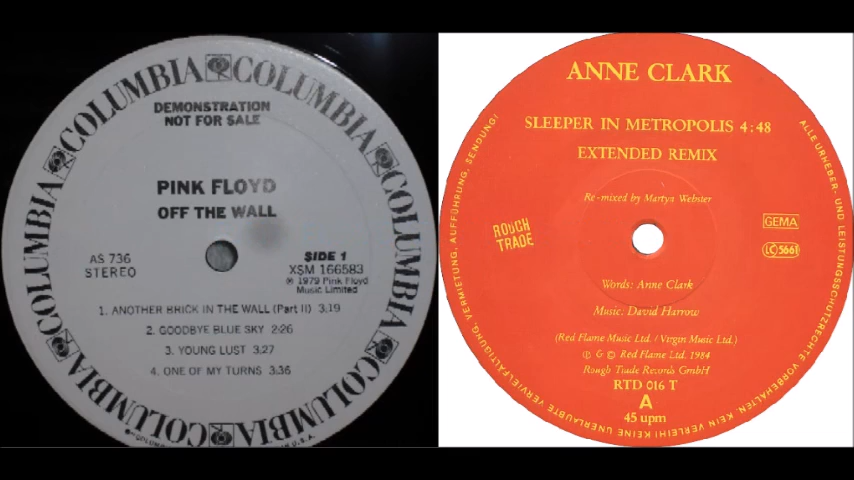 COLUMBIA COLUMBIA COLUMBIA COLUMBIA COLUMBIA COLUMBIA COLUMBIA COLUMBIA
DEMONSTRATION
NOT FOR SALE
PINK FLOYD
OFF THE WALL
AS 736
STEREO
SIDE 1
XSM 166583
℗ 1979 Pink Floyd
Music Limited
1. ANOTHER BRICK IN THE WALL (Part II) 3:19
2. GOODBYE BLUE SKY 2:26
3. YOUNG LUST 3:27
4. ONE OF MY TURNS 3:36
ANNE CLARK
SLEEPER IN METROPOLIS 4:48
EXTENDED REMIX
Re-mixed by Martyn Webster
ROUGH
TRADE
GEMA
LC 5661
Words: Anne Clark
Music: David Harrow
(Red Flame Music Ltd. / Virgin Music Ltd.)
℗ & © Red Flame Ltd. 1984
Rough Trade Records GmbH
RTD 016 T
A
45 upm
ALLE URHEBER- UND LEISTUNGSSCHUTZRECHTE VORBEHALTEN. KEIN VERLEIH! KEINE UNERLAUBTE VERVIELFÄLTIGUNG, VERMIETUNG, AUFFÜHRUNG, SENDUNG!